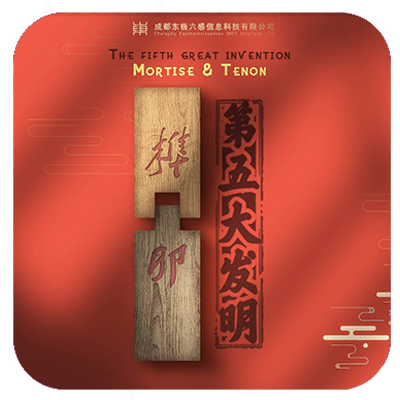 成都东极六感信息科技有限公司
THE FIFTH GREAT INVENTION
MORTISE & TENON
榫
卯
第五大发明